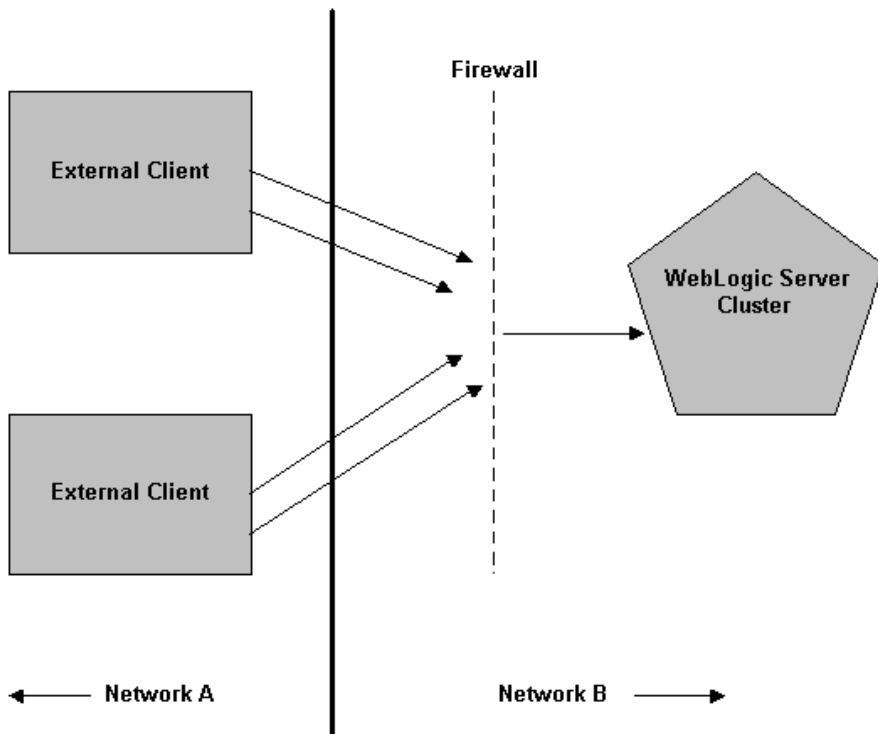 Firewall
External Client
WebLogic Server
Cluster
External Client
Network A
Network B